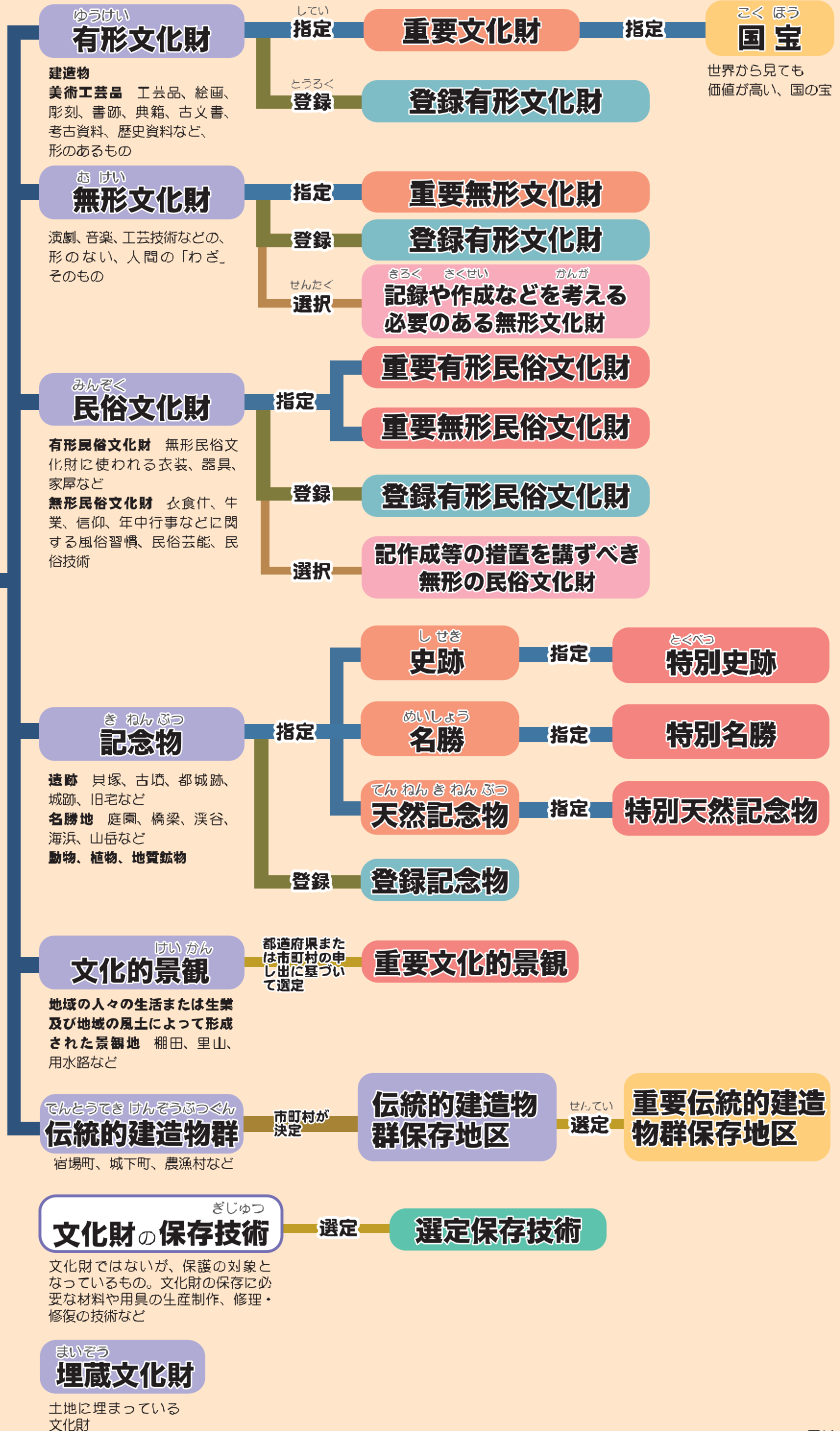 ゆうけい
有形文化財
してい
指定
重要文化財
指定
こくほう
国宝
世界から見ても
価値が高い、国の宝
建造物
美術工芸品 工芸品、絵画、
彫刻、書跡、典籍、古文書、
考古資料、歴史資料など、
形のあるもの
とうろく
登録
登録有形文化財
むけい
無形文化財
指定
重要無形文化財
演劇、音楽、工芸技術などの、
形のない、人間の「わざ」
そのもの
登録
登録有形文化財
せんたく
選択
きろく さくせい かんが
記録や作成などを考える
必要のある無形文化財
みんぞく
民俗文化財
指定
重要有形民俗文化財
重要無形民俗文化財
有形民俗文化財 無形民俗文
化財に使われる衣装、器具、
家屋など
無形民俗文化財 衣食住、生
業、信仰、年中行事などに関
する風俗習慣、民俗芸能、民
俗技術
登録
登録有形民俗文化財
選択
記作成等の措置を講ずべき
無形の民俗文化財
きねんぶつ
記念物
指定
しせき
史跡
指定
とくべつ
特別史跡
めいしょう
名勝
指定
特別名勝
てんねんきねんぶつ
天然記念物
指定
特別天然記念物
遺跡 貝塚、古墳、都城跡、
城跡、旧宅など
名勝地 庭園、橋梁、渓谷、
海浜、山岳など
動物、植物、地質鉱物
登録
登録記念物
けいかん
文化的景観
都道府県また
は市町村の申
し出に基づい
て選定
重要文化的景観
地域の人々の生活または生業
及び地域の風土によって形成
された景観地 棚田、里山、
用水路など
でんとうてき けんぞうぶつぐん
伝統的建造物群
市町村が
決定
伝統的建造物
群保存地区
せんてい
選定
重要伝統的建造
物群保存地区
宿場町、城下町、農漁村など
ぎじゅつ
文化財の保存技術
選定
選定保存技術
文化財ではないが、保護の対象と
なっているもの。文化財の保存に必
要な材料や用具の生産制作、修理・
修復の技術など
まいぞう
埋蔵文化財
土地に埋まっている
文化財